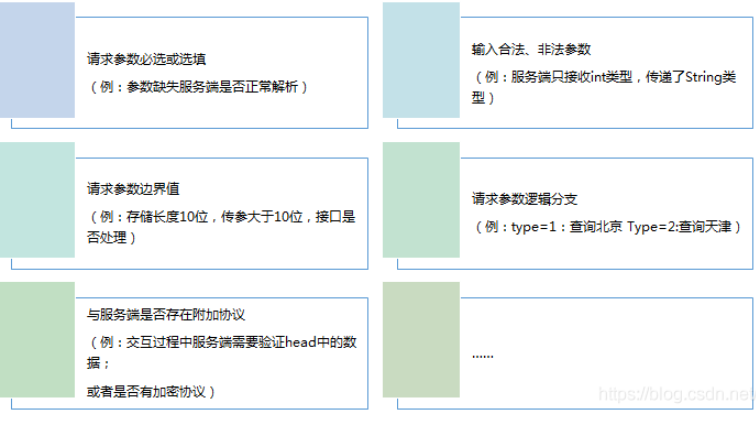 请求参数必选或选填
（例：参数缺失服务端是否正常解析）
输入合法、非法参数
（例：服务端只接收int类型，传递了String类
型）
请求参数边界值
（例：存储长度10位，传参大于10位，接口是
否处理）
请求参数逻辑分支
（例：type=1：查询北京 Type=2:查询天津）
与服务端是否存在附加协议
（例：交互过程中服务端需要验证head中的数
据；
或者是否有加密协议）
......
https://blog.csdn.net